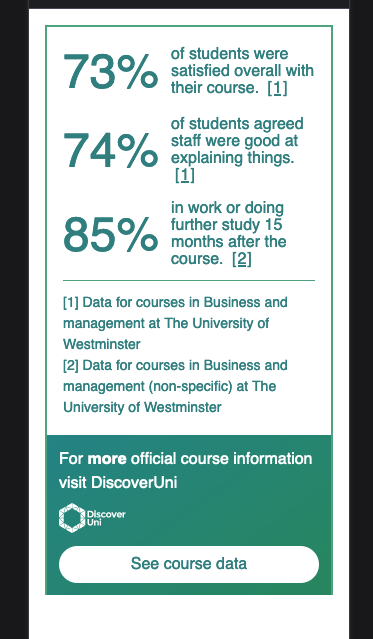 73%
of students were
satisfied overall with
their course. [1]
74%
of students agreed
staff were good at
explaining things.
[1]
85%
in work or doing
further study 15
months after the
course. [2]
[1] Data for courses in Business and
management at The University of
Westminster
[2] Data for courses in Business and
management (non-specific) at The
University of Westminster
For more official course information
visit DiscoverUni
Discover
Uni
See course data